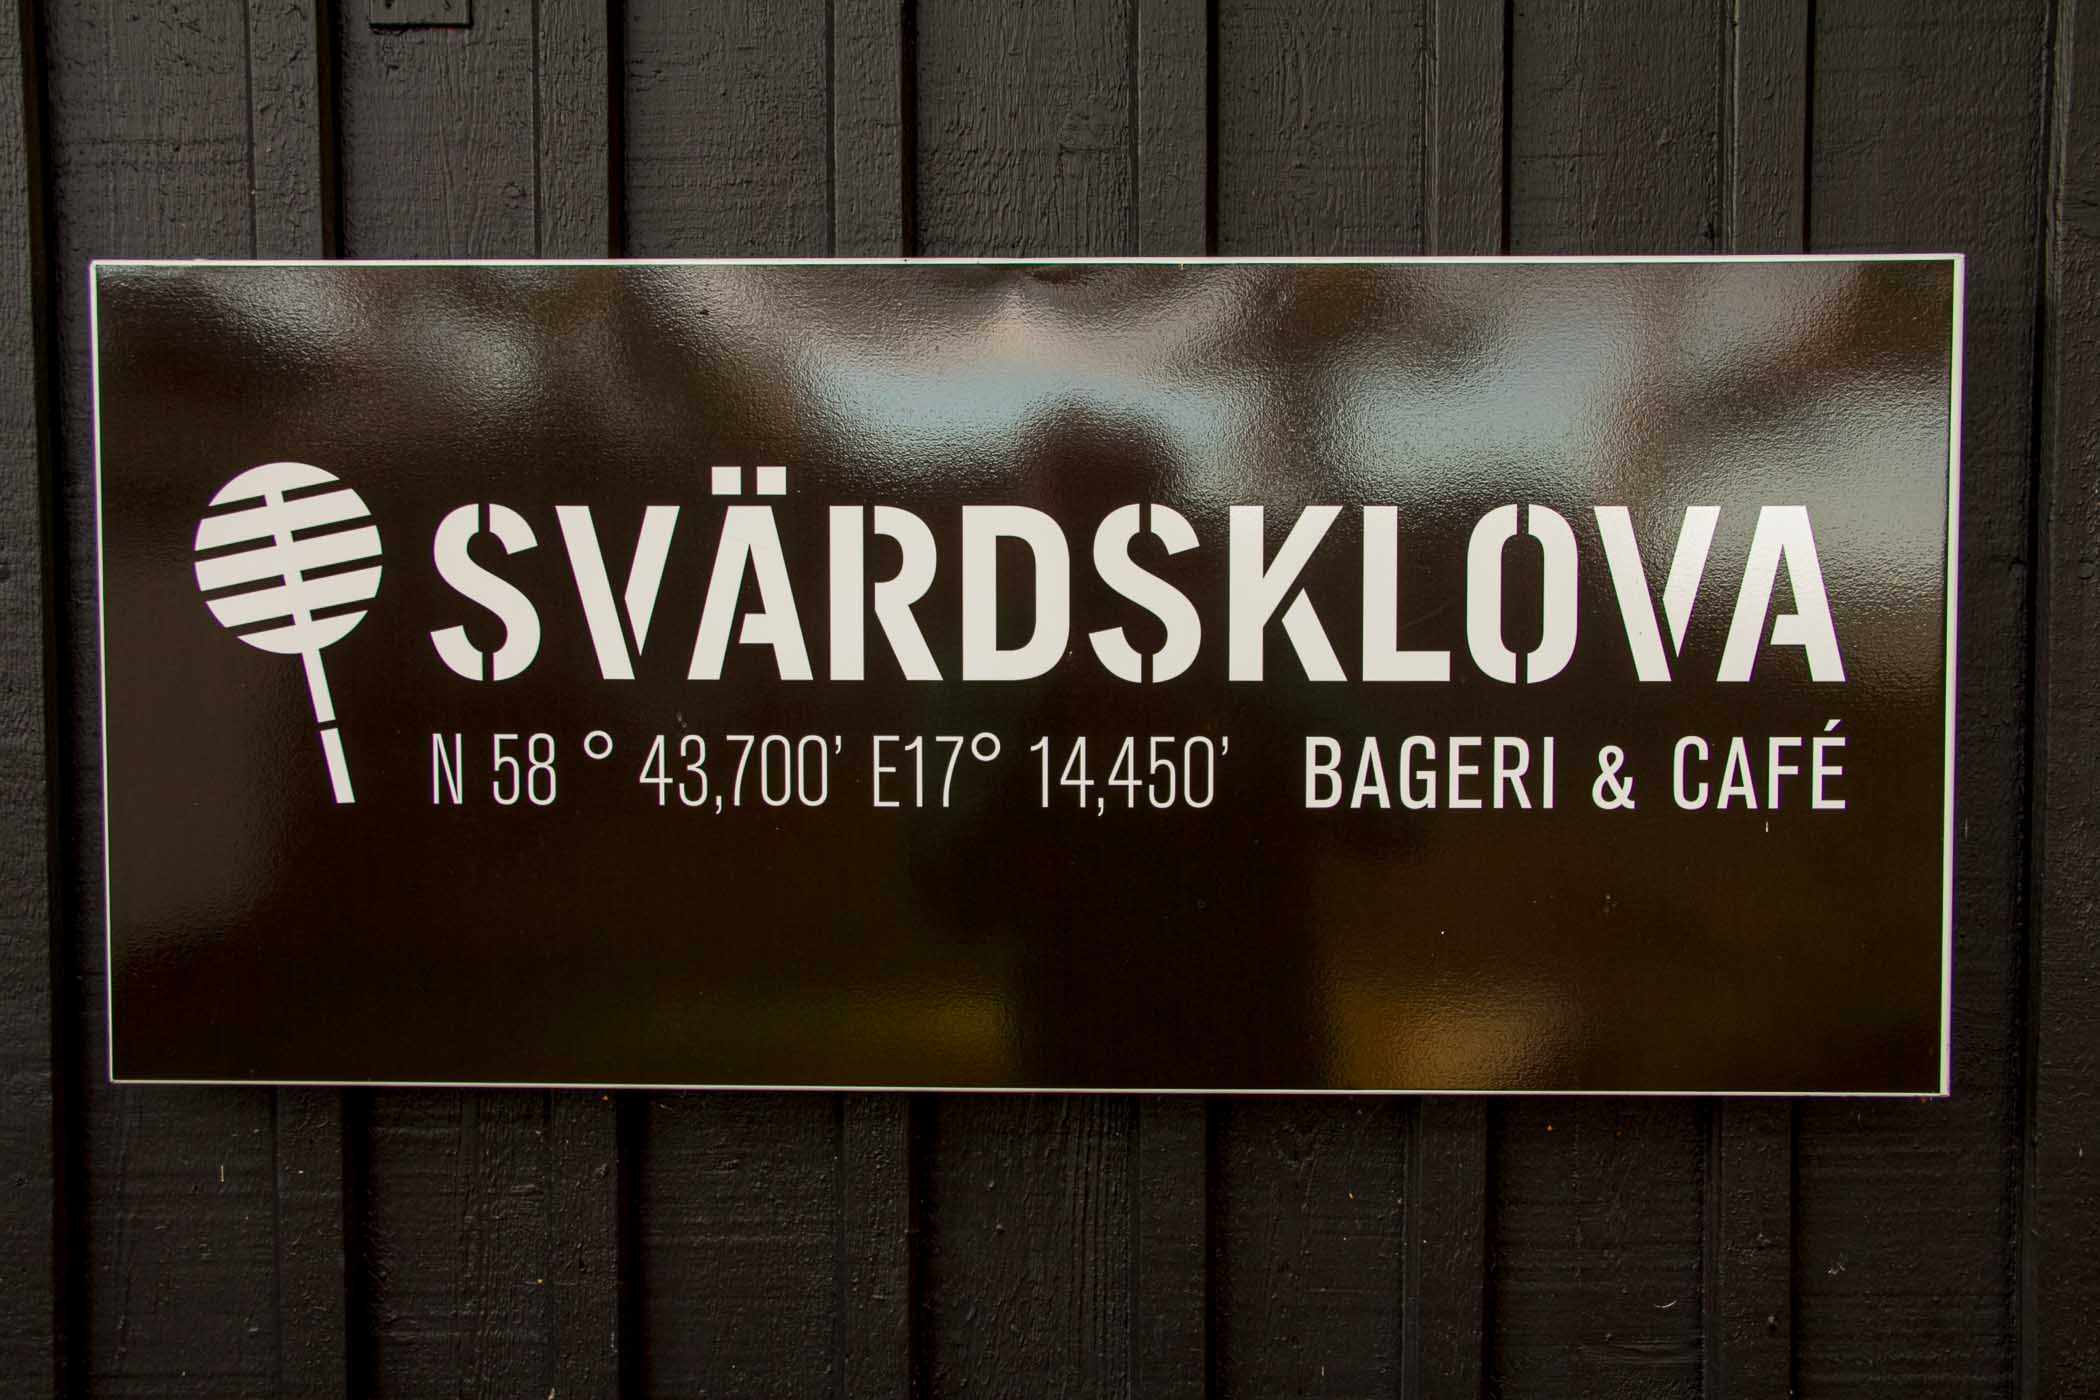 SVÄRDSKLOVA
N 58 ° 43,700’ E17° 14,450’ BAGERI & CAFÉ